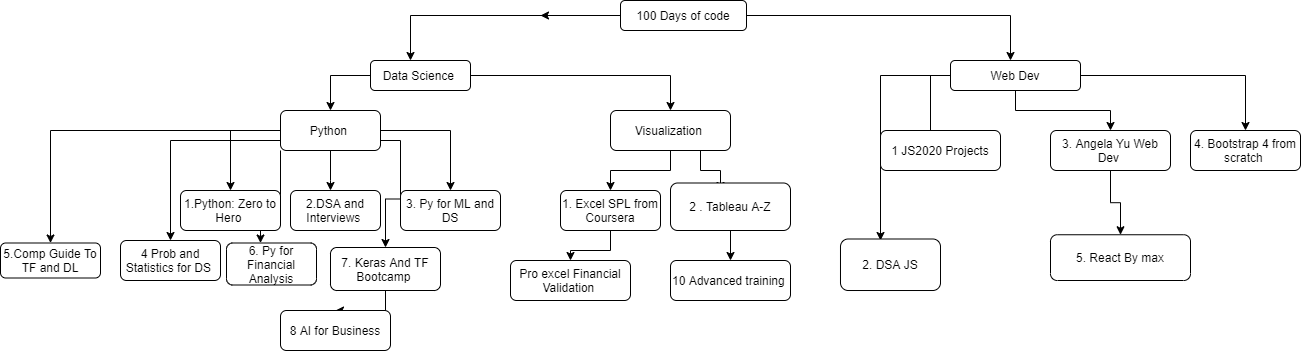 100 Days of code
Data Science
Web Dev
Python
Visualization
1 JS2020 Projects
3. Angela Yu Web
Dev
4. Bootstrap 4 from
scratch
1.Python: Zero to
Hero
2.DSA and
Interviews
3. Py for ML and
DS
1. Excel SPL from
Coursera
2 . Tableau A-Z
5.Comp Guide To
TF and DL
4 Prob and
Statistics for DS
6. Py for
Financial
Analysis
7. Keras And TF
Bootcamp
Pro excel Financial
Validation
10 Advanced training
2. DSA JS
5. React By max
8 AI for Business